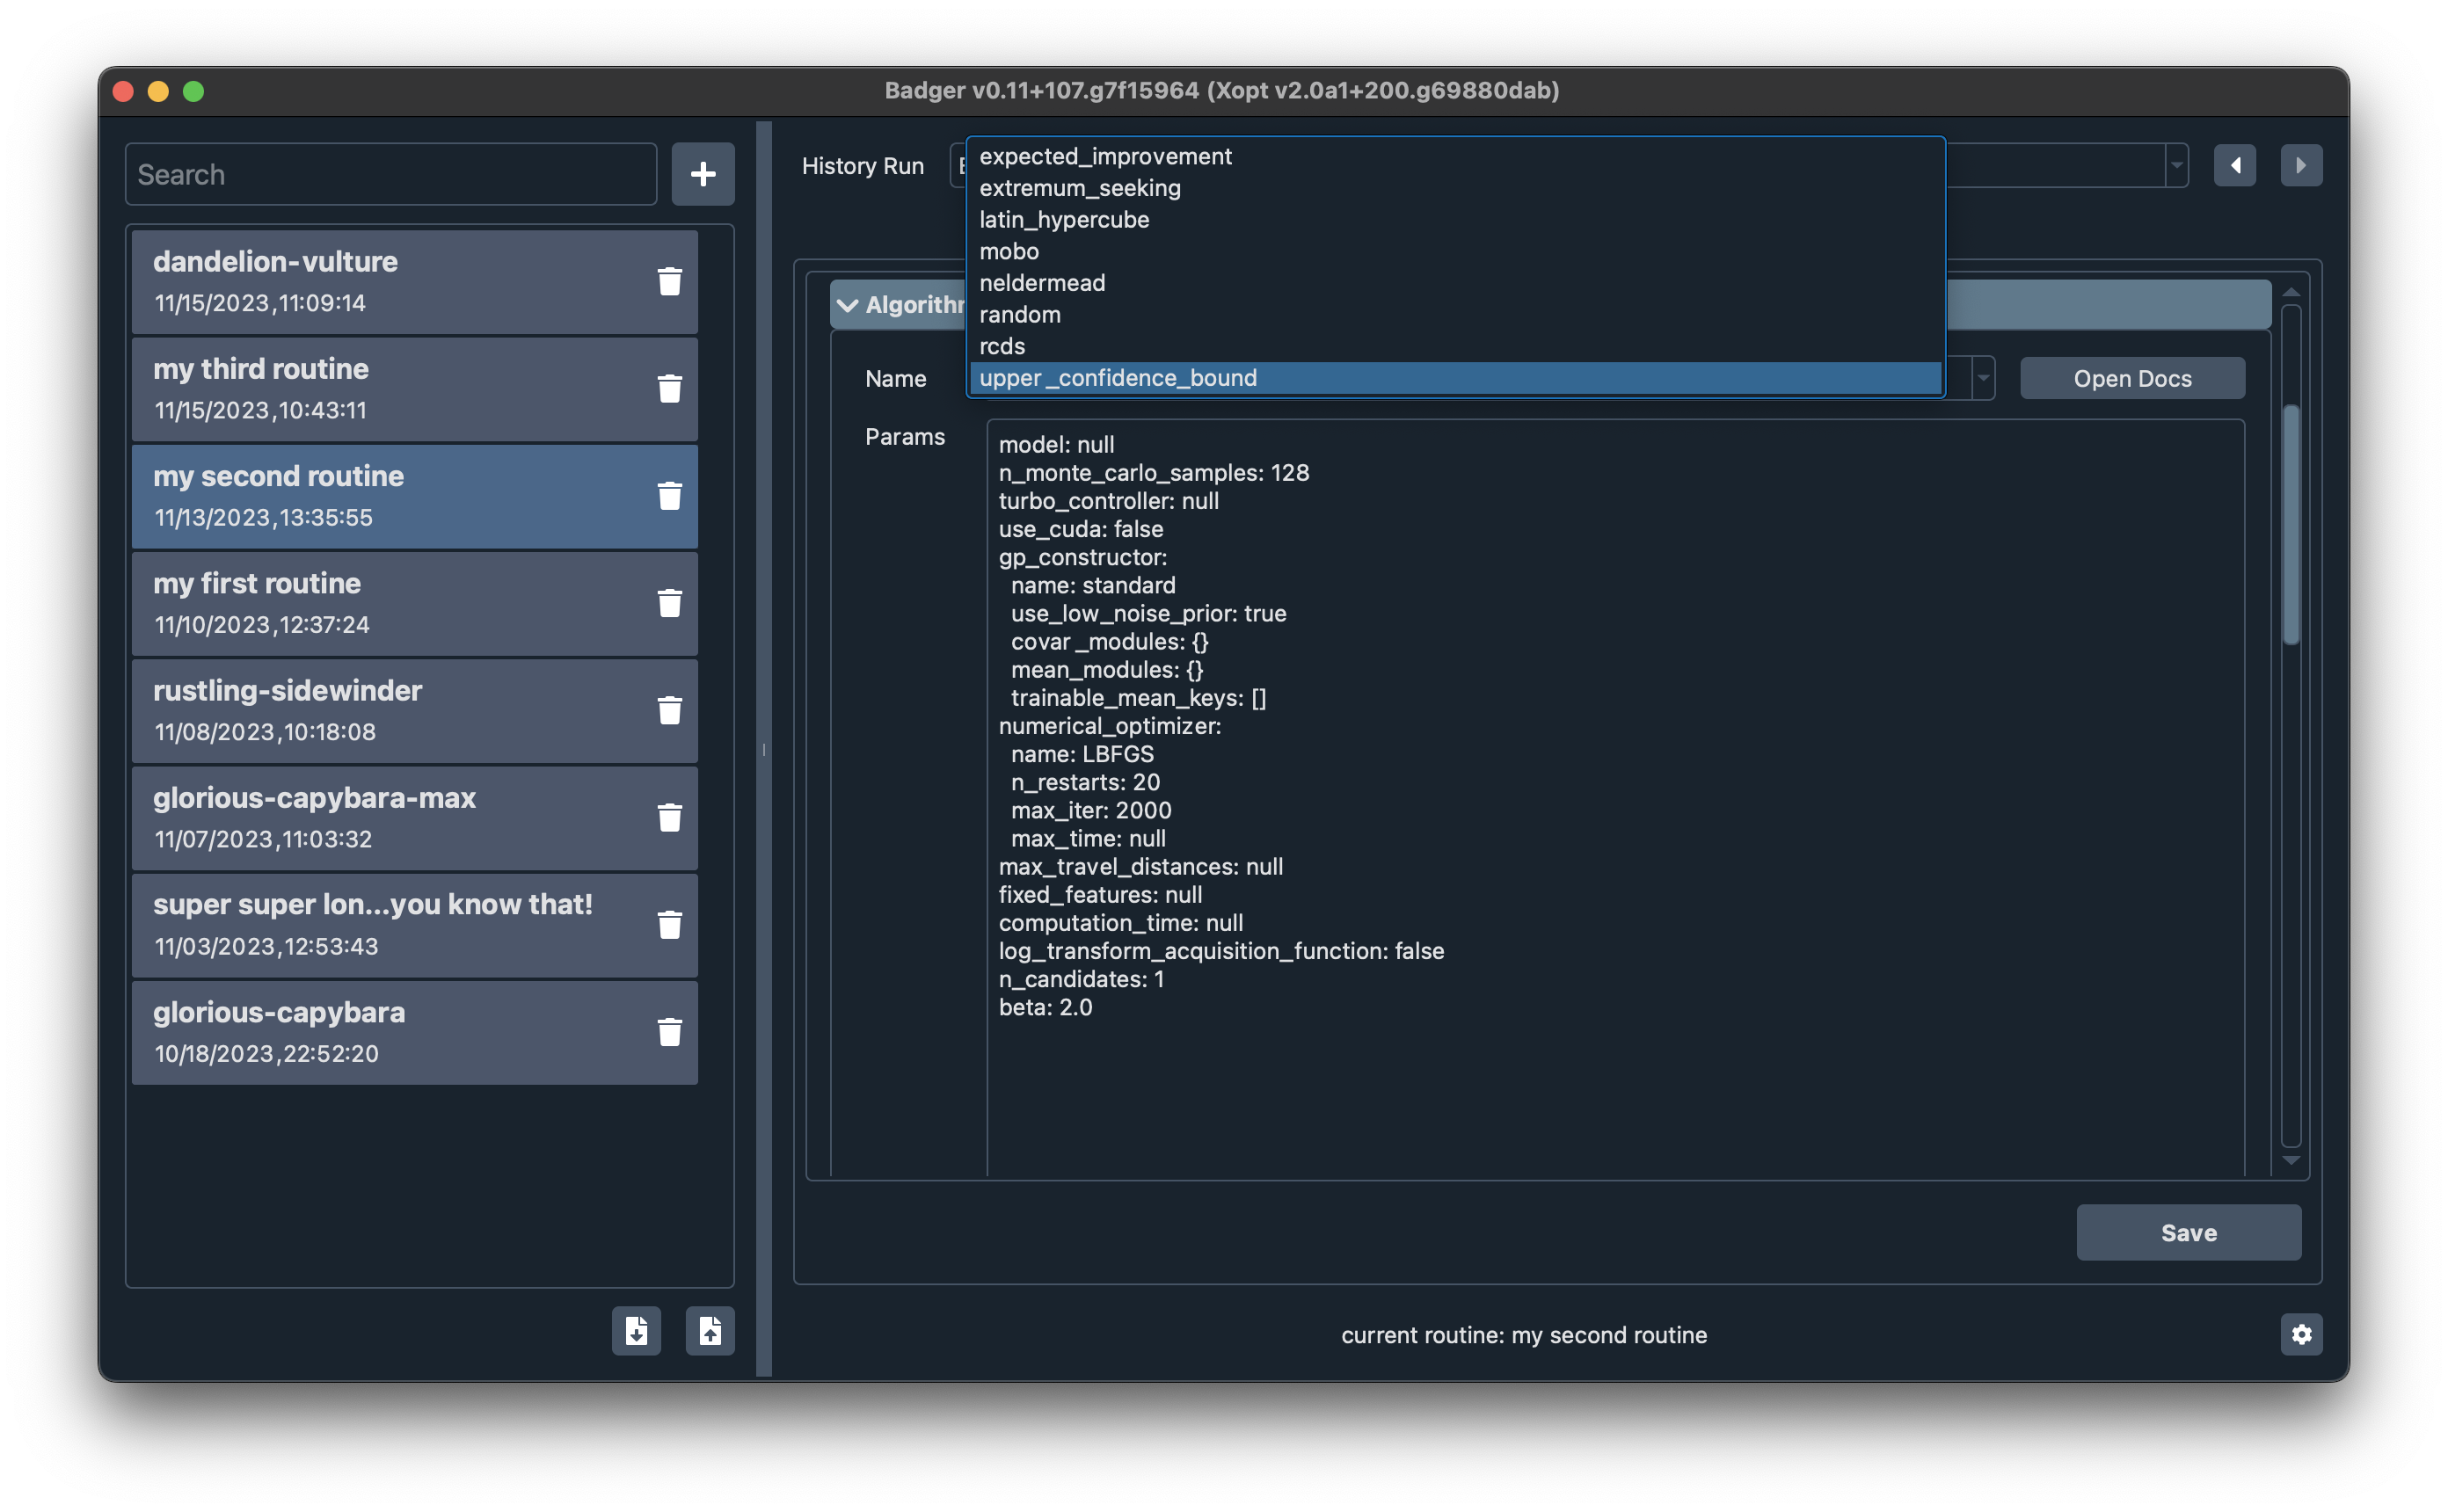 Badger v0.11+107.g7f15964 (Xopt v2.0a1+200.g69880dab)
Search
dandelion-vulture
11/15/2023,11:09:14
my third routine
11/15/2023,10:43:11
my second routine
11/13/2023,13:35:55
my first routine
11/10/2023,12:37:24
rustling-sidewinder
11/08/2023,10:18:08
glorious-capybara-max
11/07/2023,11:03:32
super super lon...you know that!
11/03/2023,12:53:43
glorious-capybara
10/18/2023,22:52:20
History Run
expected_improvement
extremum_seeking
latin_hypercube
mobo
neldermead
random
rcds
upper_confidence_bound
Name
Open Docs
Params
model: null
n_monte_carlo_samples: 128
turbo_controller: null
use_cuda: false
gp_constructor:
  name: standard
  use_low_noise_prior: true
  covar_modules: {}
  mean_modules: {}
  trainable_mean_keys: []
numerical_optimizer:
  name: LBFGS
  n_restarts: 20
  max_iter: 2000
  max_time: null
max_travel_distances: null
fixed_features: null
computation_time: null
log_transform_acquisition_function: false
n_candidates: 1
beta: 2.0
Save
current routine: my second routine